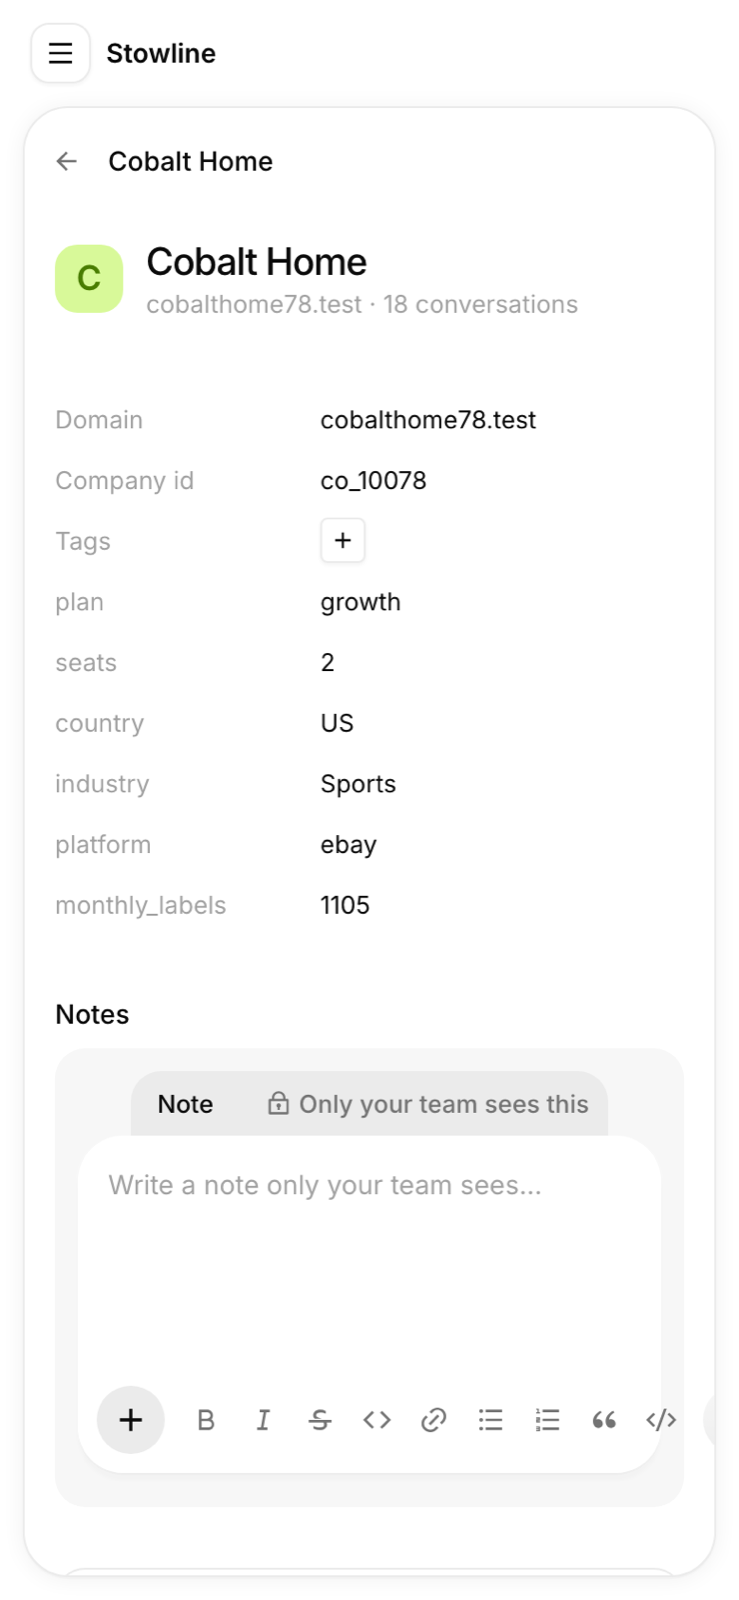 Stowline
Cobalt Home
C
Cobalt Home
cobalthome78.test · 18 conversations
Domain cobalthome78.test
Company id co_10078
Tags +
plan growth
seats 2
country US
industry Sports
platform ebay
monthly_labels 1105
Notes
Note Only your team sees this
Write a note only your team sees...